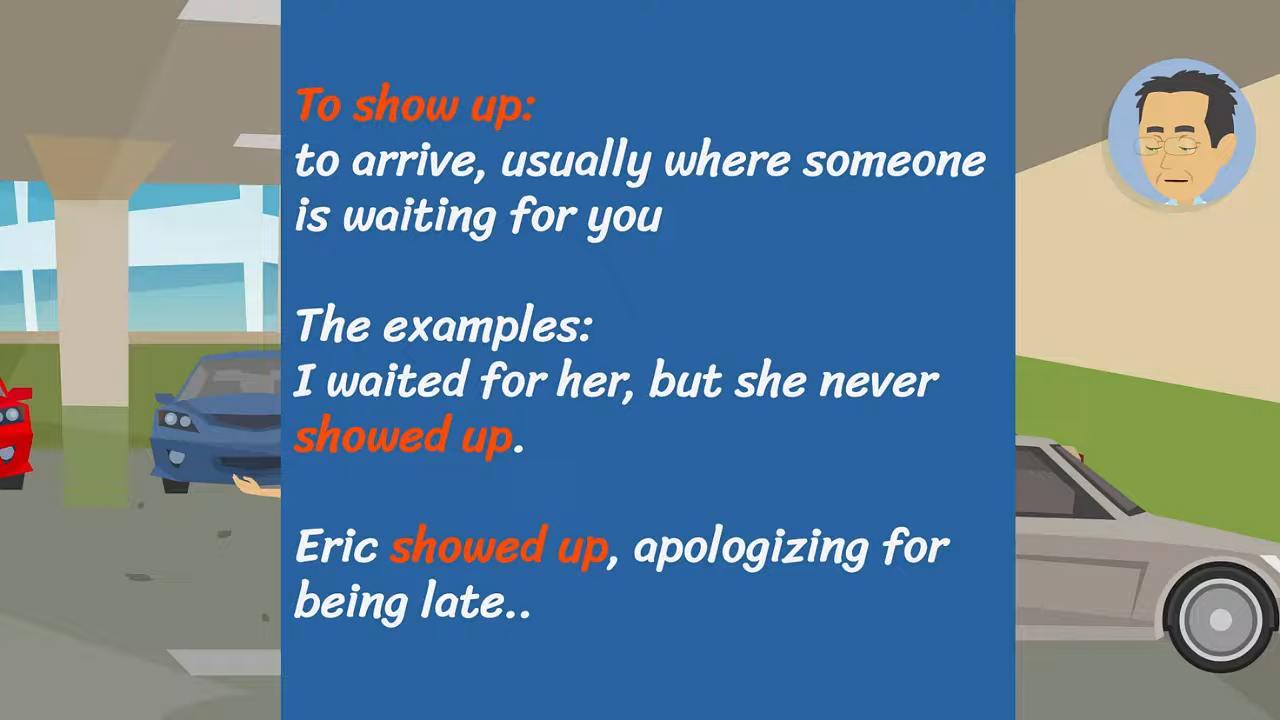 To show up:
to arrive, usually where someone
is waiting for you
The examples:
I waited for her, but she never
showed up.
Eric showed up, apologizing for
being late..